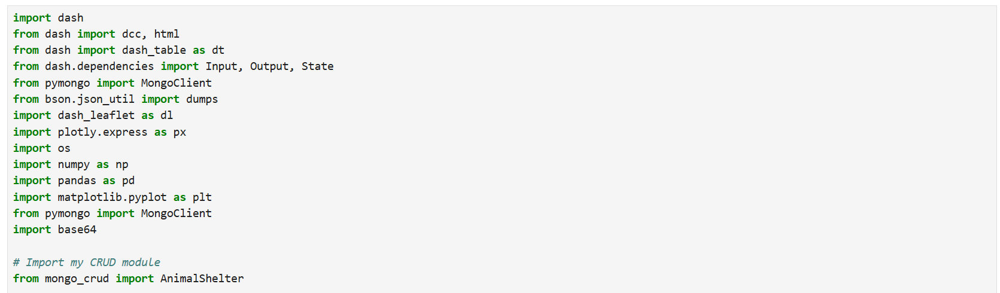 import dash
from dash import dcc, html
from dash import dash_table as dt
from dash.dependencies import Input, Output, State
from pymongo import MongoClient
from bson.json_util import dumps
import dash_leaflet as dl
import plotly.express as px
import os
import numpy as np
import pandas as pd
import matplotlib.pyplot as plt
from pymongo import MongoClient
import base64
# Import my CRUD module
from mongo_crud import AnimalShelter